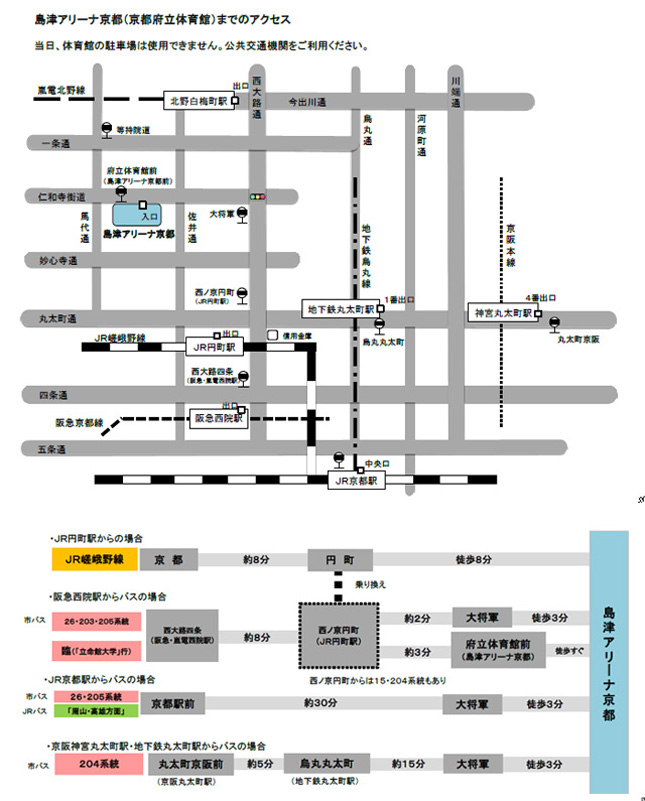 島津アリーナ京都(京都府立体育館)までのアクセス
当日、体育館の駐車場は使用できません。公共交通機関をご利用ください。
嵐電北野線
北野白梅町駅
出口
西大路通
今出川通
烏丸通
河原町通
川端通
等持院道
一条通
府立体育館前
(島津アリーナ京都前)
仁和寺街道
入口
島津アリーナ京都
馬代通
佐井通
大将軍
地下鉄烏丸線
京阪本線
妙心寺通
西ノ京円町
(JR円町駅)
丸太町通
地下鉄丸太町駅
1番出口
烏丸丸太町
神宮丸太町駅
4番出口
丸太町京阪
JR嵯峨野線
出口
JR円町駅
信用金庫
西大路四条
(阪急・嵐電西院駅)
四条通
出口
阪急京都線
阪急西院駅
五条通
中央口
JR京都駅
・JR円町駅からの場合
JR嵯峨野線
京都
約8分
円町
徒歩8分
乗り換え
・阪急西院駅からバスの場合
市バス
26・203・205系統
臨(「立命館大学」行)
西大路四条
(阪急・嵐電西院駅)
約8分
西ノ京円町
(JR円町駅)
約2分
大将軍
徒歩3分
約3分
府立体育館前
(島津アリーナ京都)
徒歩すぐ
西ノ京円町からは15・204系統もあり
・JR京都駅からバスの場合
市バス
26・205系統
JRバス
「周山・高雄方面」
京都駅前
約30分
大将軍
徒歩3分
・京阪神宮丸太町駅・地下鉄丸太町駅からバスの場合
市バス
204系統
丸太町京阪前
(京阪丸太町駅)
約5分
烏丸丸太町
(地下鉄丸太町駅)
約15分
大将軍
徒歩3分
島津アリーナ京都